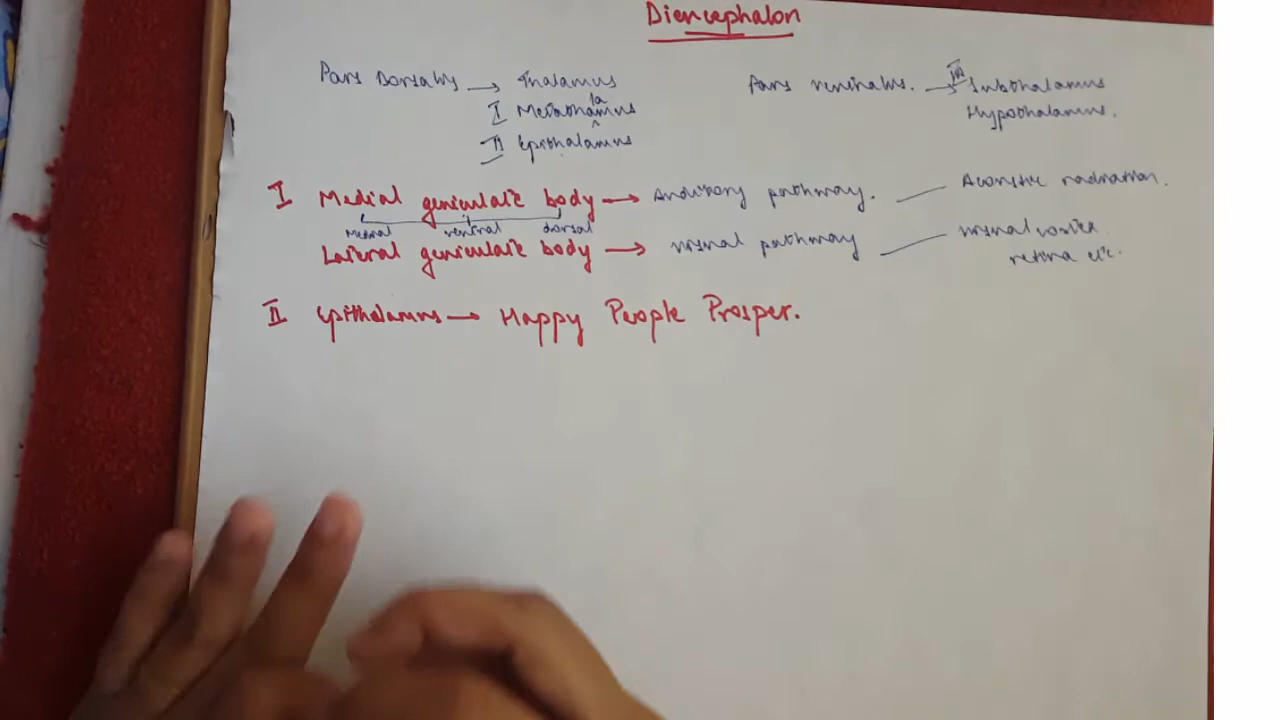 Diencephalon
Pars Dorsalis → Thalamus
I Metathalamus
II Epithalamus
Pars ventralis. → III Subthalamus
Hypothalamus.
I Medial geniculate body → Auditory pathway. — Acoustic radiation.
Medial ventral dorsal
Lateral geniculate body → visual pathway — visual cortex
retina etc.
II Epithalamus → Happy People Prosper.